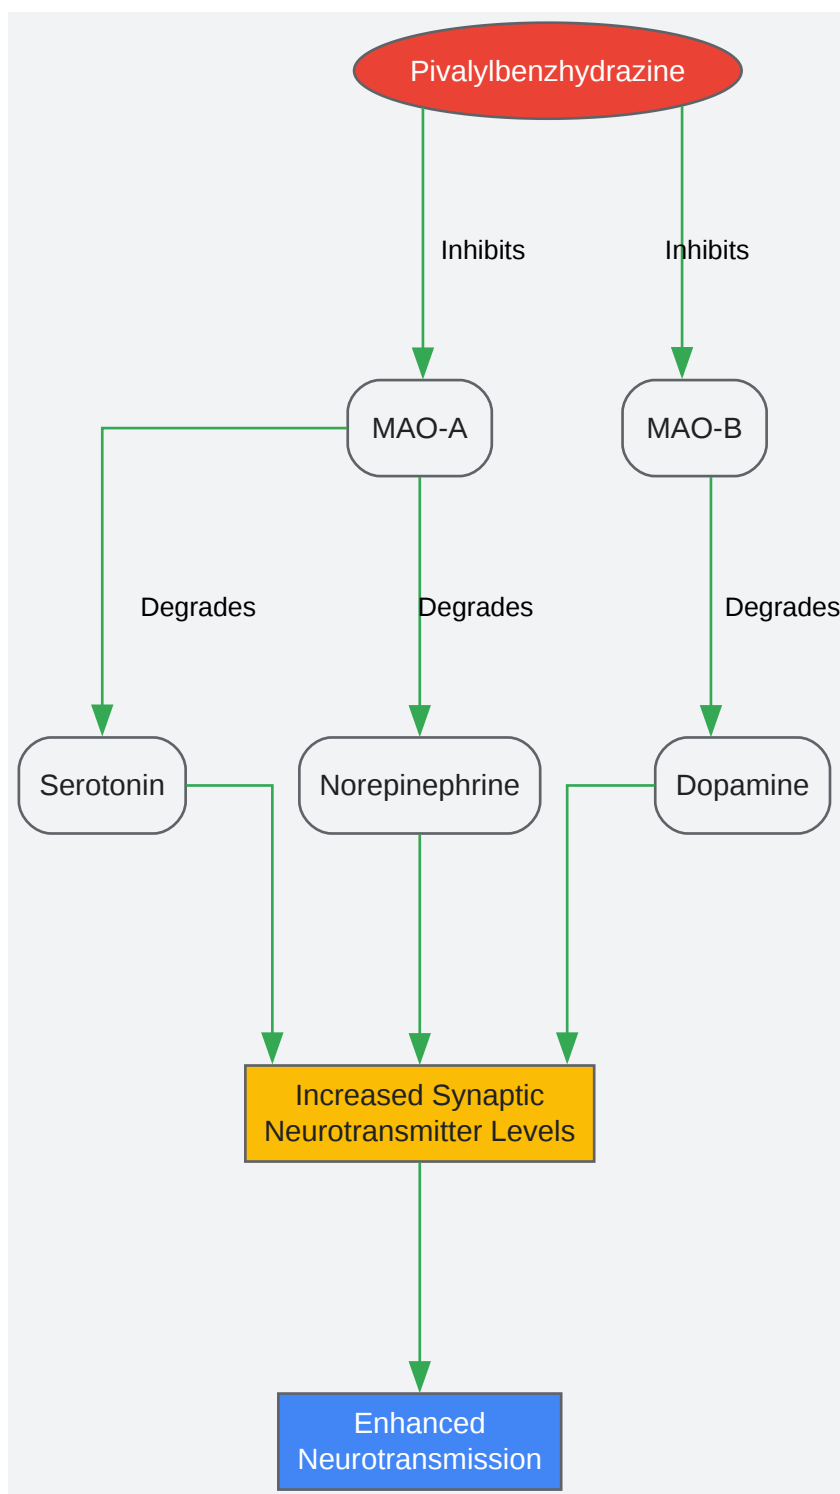 Pivalylbenzhydrazine
Inhibits
Inhibits
MAO-A
MAO-B
Degrades
Degrades
Degrades
Serotonin
Norepinephrine
Dopamine
Increased Synaptic
Neurotransmitter Levels
Enhanced
Neurotransmission